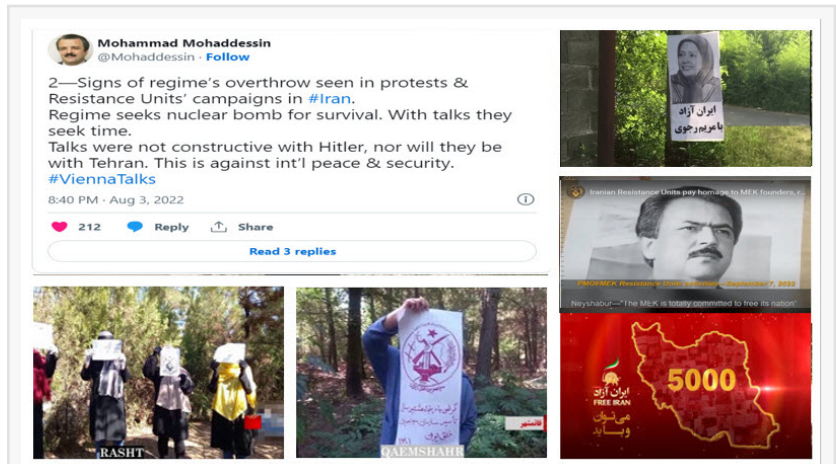 Mohammad Mohaddessin
@Mohaddessin · Follow
2—Signs of regime's overthrow seen in protests &
Resistance Units' campaigns in #Iran.
Regime seeks nuclear bomb for survival. With talks they
seek time.
Talks were not constructive with Hitler, nor will they be
with Tehran. This is against int'l peace & security.
#ViennaTalks
8:40 PM · Aug 3, 2022
212 Reply Share
Read 3 replies
ایران آزاد
با مریم رجوی
Iranian Resistance Units pay homage to MEK founders, r...
September 7, 2022
Neyshabur—"The MEK is totally committed to free its nation"
RASHT
قائمشهر
QAEMSHAHR
5000
ایران آزاد
FREE IRAN
می‌توان
و باید